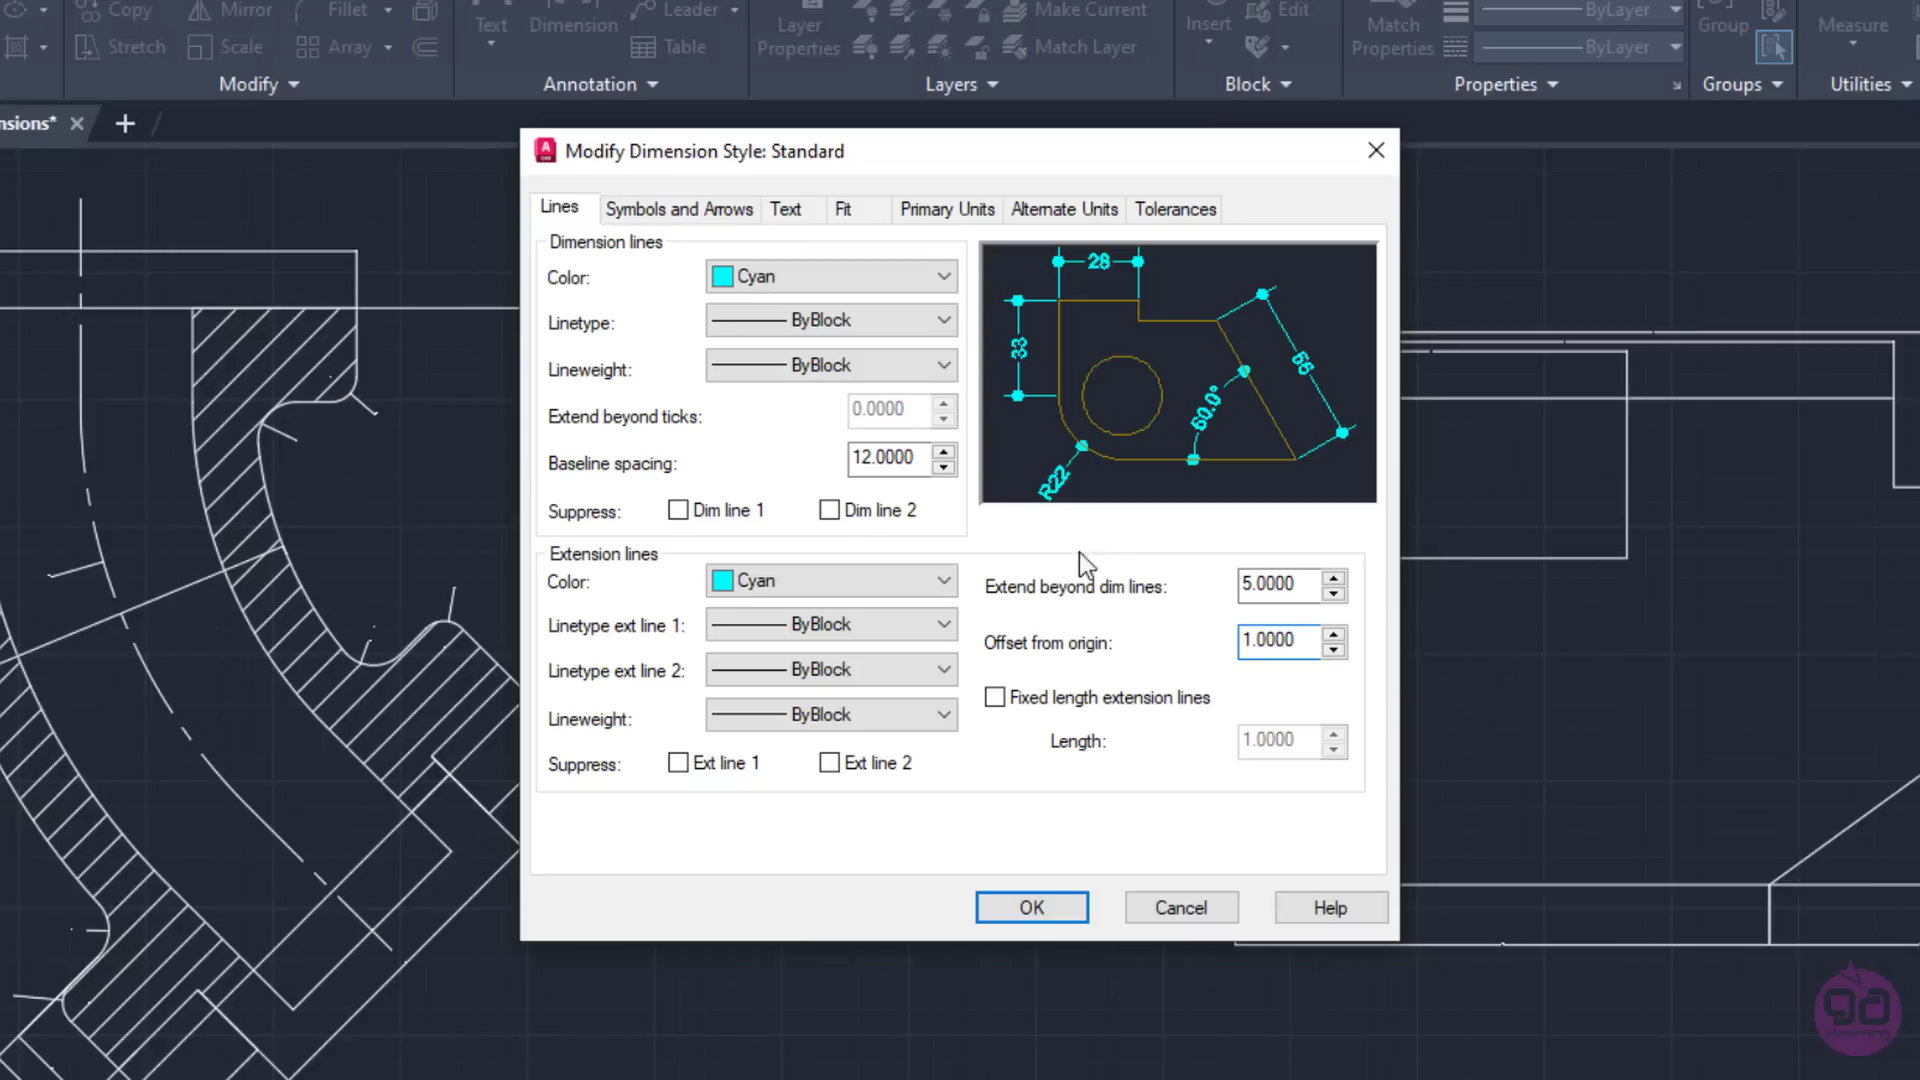 Copy Mirror Fillet Text Dimension Leader Layer Properties Make Current Insert Edit Match Properties ByLayer Group Measure
Stretch Scale Array Table Match Layer ByLayer
Modify Annotation Layers Block Properties Groups Utilities
nsions*
Modify Dimension Style: Standard
Lines Symbols and Arrows Text Fit Primary Units Alternate Units Tolerances
Dimension lines
Color: Cyan
Linetype: ByBlock
Lineweight: ByBlock
Extend beyond ticks: 0.0000
Baseline spacing: 12.0000
Suppress: Dim line 1 Dim line 2
28
33
66
60.0°
R22
Extension lines
Color: Cyan
Linetype ext line 1: ByBlock
Linetype ext line 2: ByBlock
Lineweight: ByBlock
Suppress: Ext line 1 Ext line 2
Extend beyond dim lines: 5.0000
Offset from origin: 1.0000
Fixed length extension lines
Length: 1.0000
OK Cancel Help